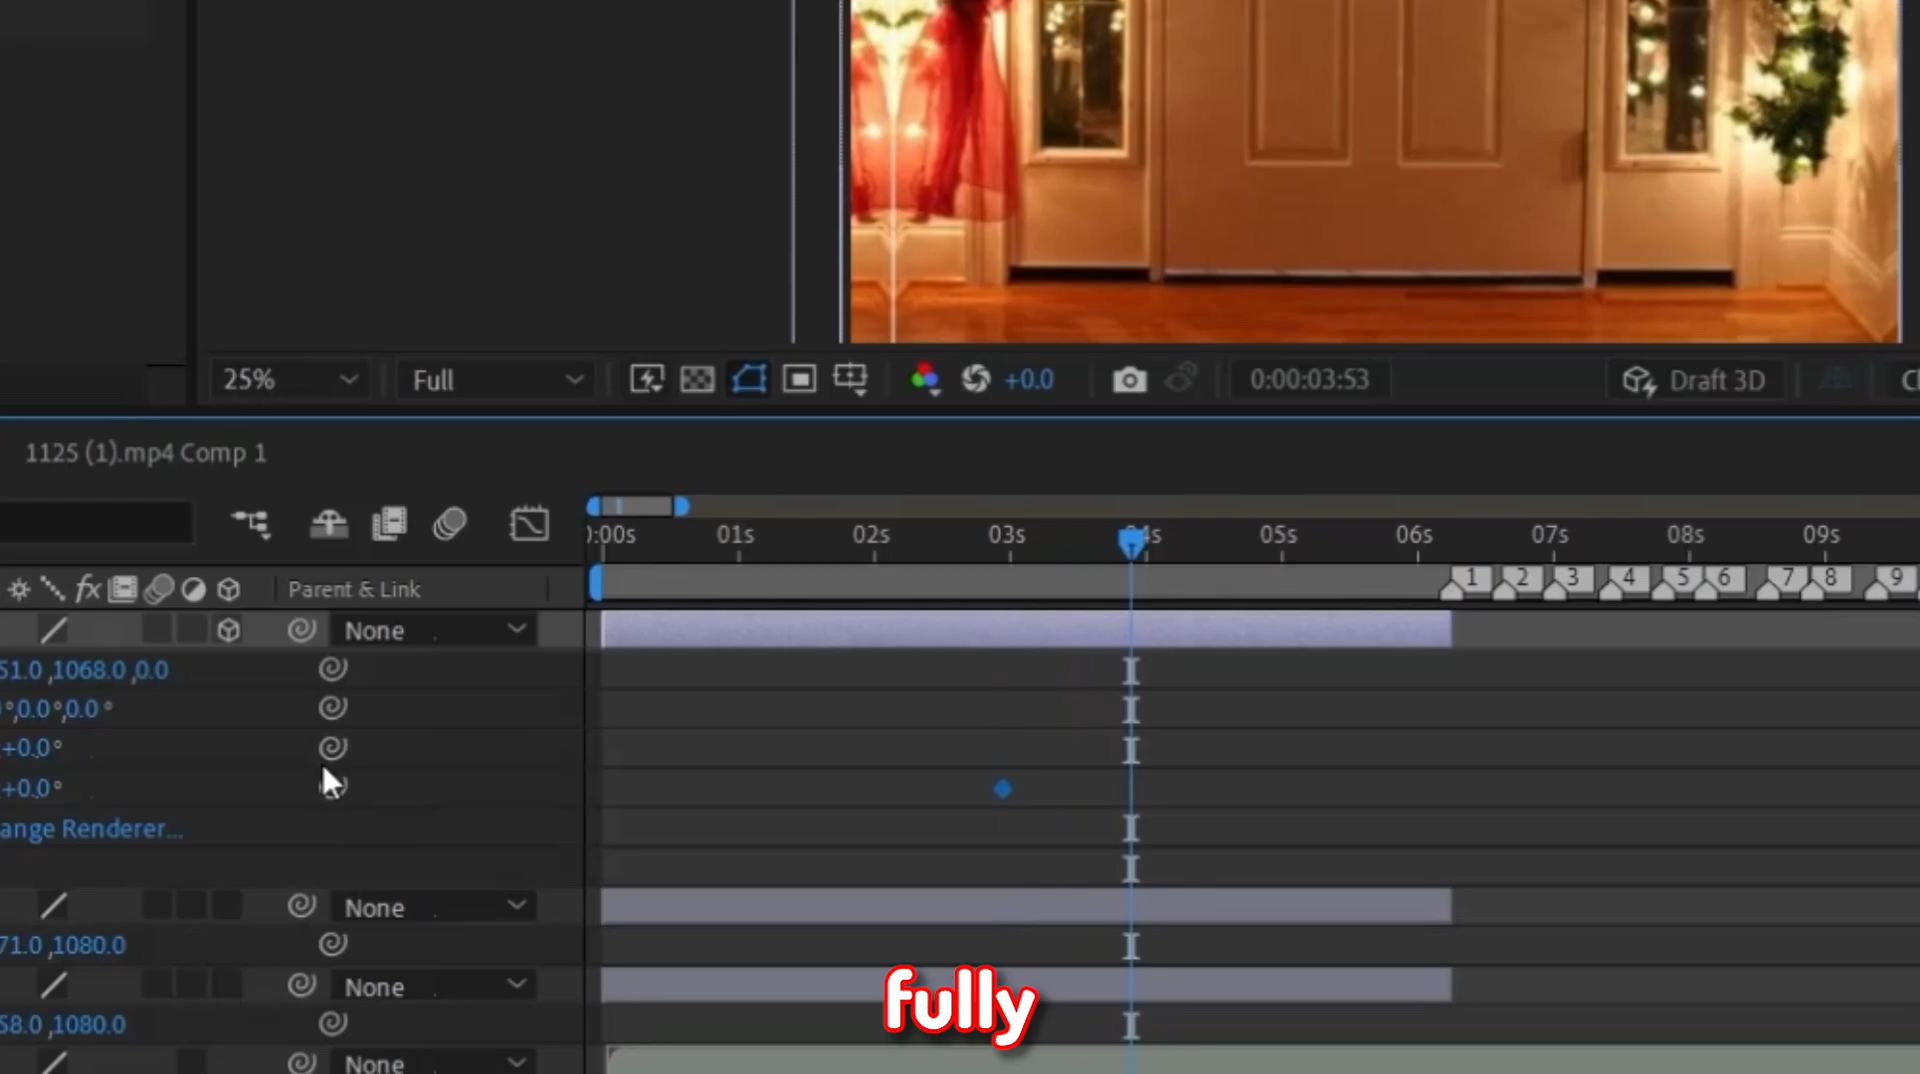 25%
Full
+0.0
0:00:03:53
Draft 3D
1125 (1).mp4 Comp 1
01s
02s
03s
05s
06s
07s
08s
09s
fx
Parent & Link
1
2
3
4
5
6
7
8
9
None
51.0 ,1068.0 ,0.0
°,0.0 °,0.0 °
+0.0 °
+0.0 °
ange Renderer...
None
71.0 ,1080.0
None
58.0 ,1080.0
None
fully